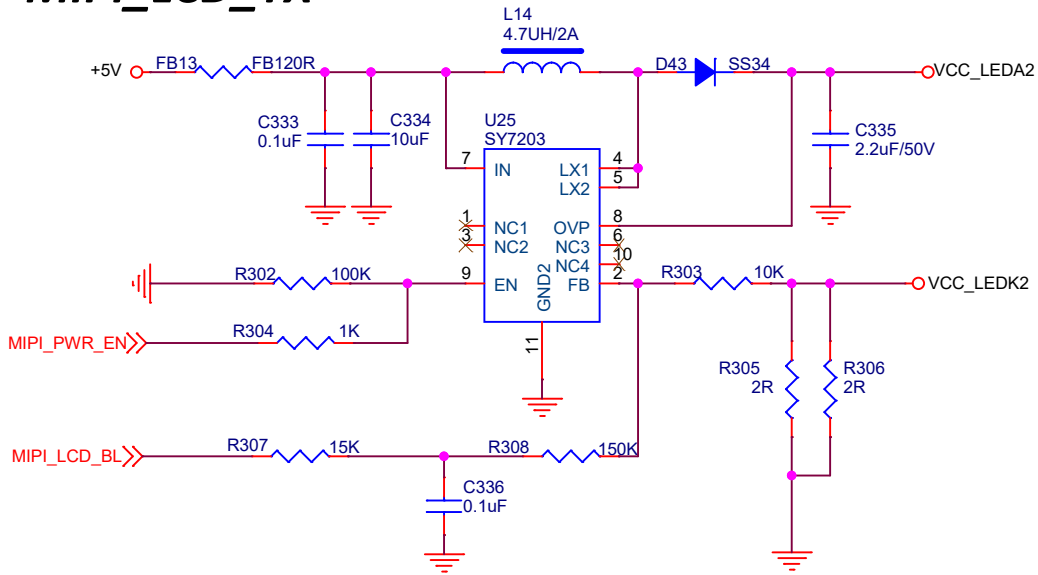 L14
4.7UH/2A
+5V
FB13
FB120R
D43
SS34
VCC_LEDA2
C333
0.1uF
C334
10uF
U25
SY7203
C335
2.2uF/50V
7
IN
LX1
4
LX2
5
1
NC1
OVP
8
3
NC2
NC3
6
NC4
10
9
EN
GND2
FB
2
11
R302
100K
R303
10K
VCC_LEDK2
MIPI_PWR_EN
R304
1K
R305
2R
R306
2R
MIPI_LCD_BL
R307
15K
R308
150K
C336
0.1uF